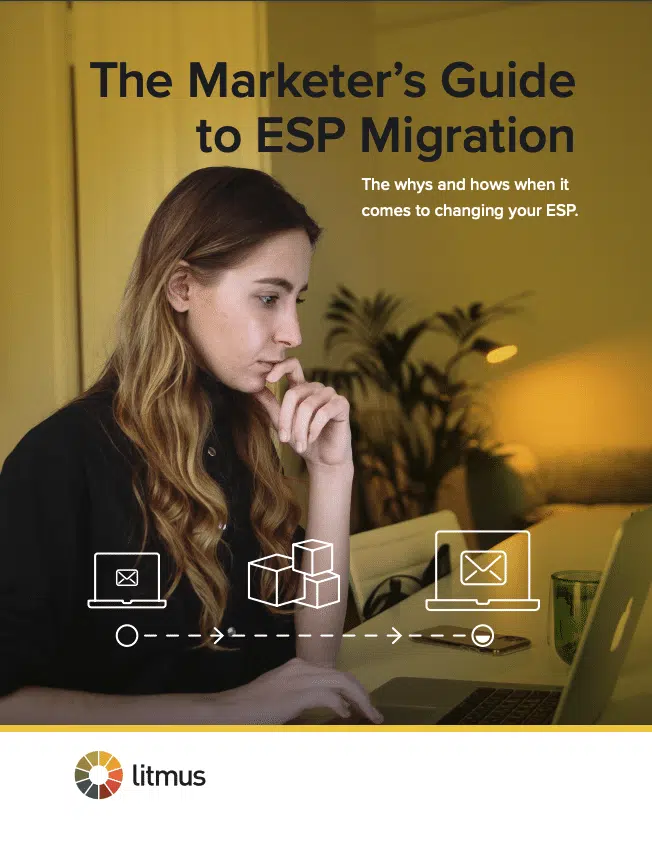 The Marketer’s Guide
to ESP Migration
The whys and hows when it
comes to changing your ESP.
litmus